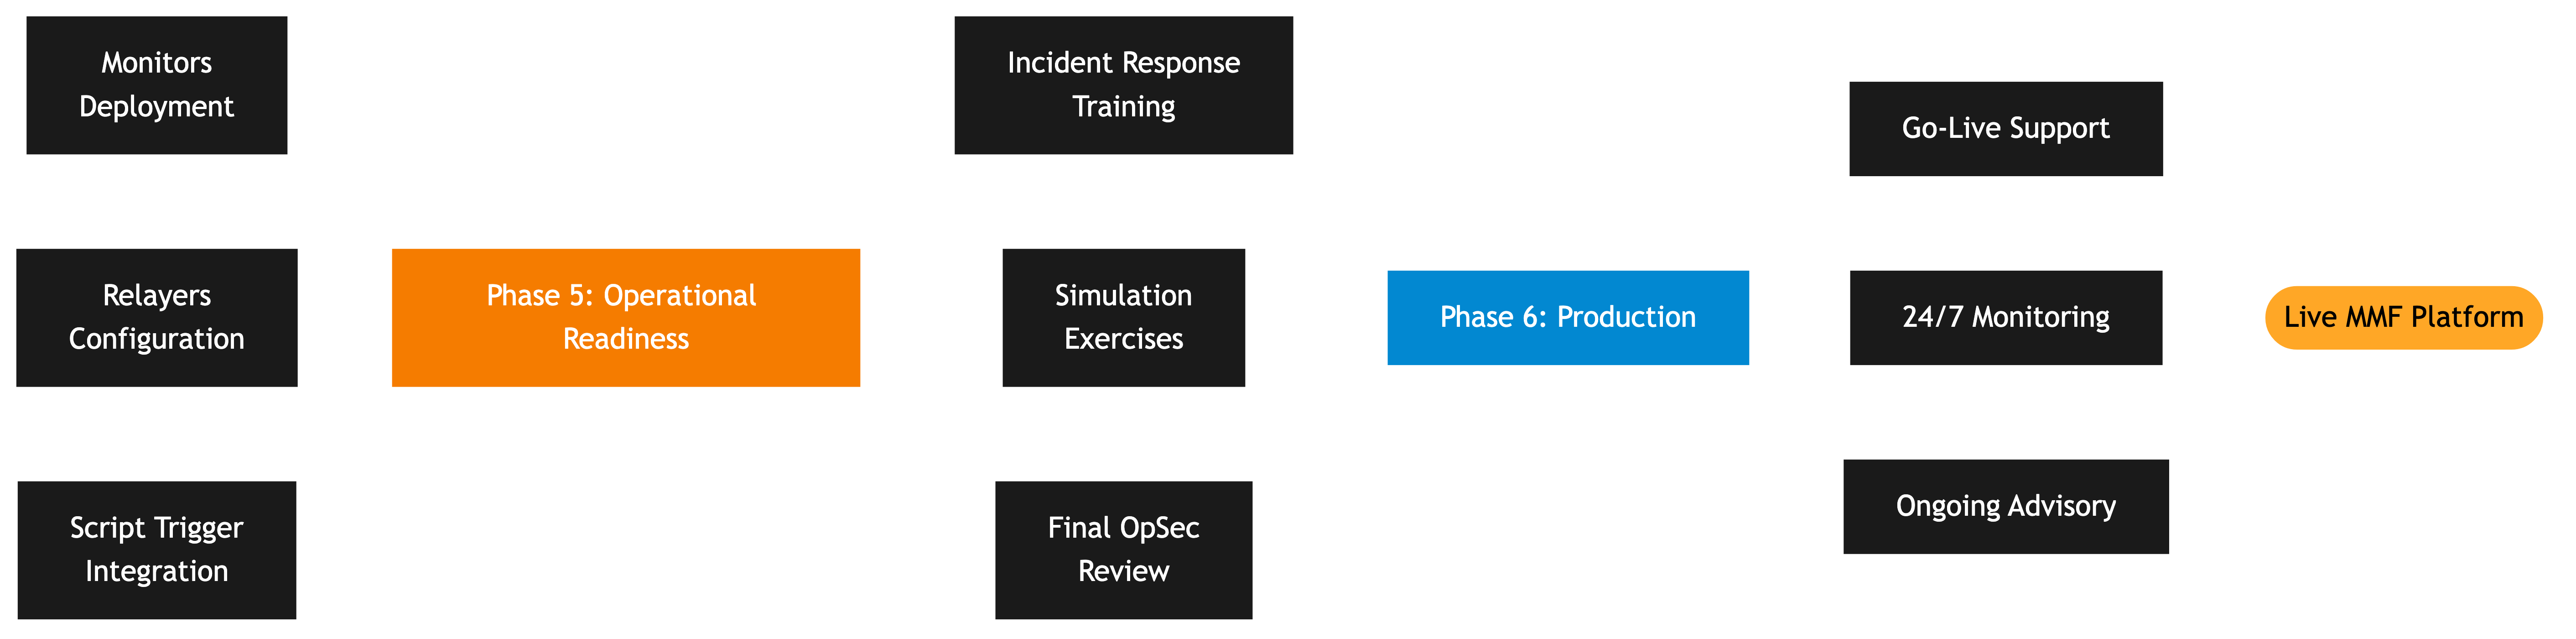 Monitors
Deployment
Relayers
Configuration
Script Trigger
Integration
Phase 5: Operational
Readiness
Incident Response
Training
Simulation
Exercises
Final OpSec
Review
Phase 6: Production
Go-Live Support
24/7 Monitoring
Ongoing Advisory
Live MMF Platform